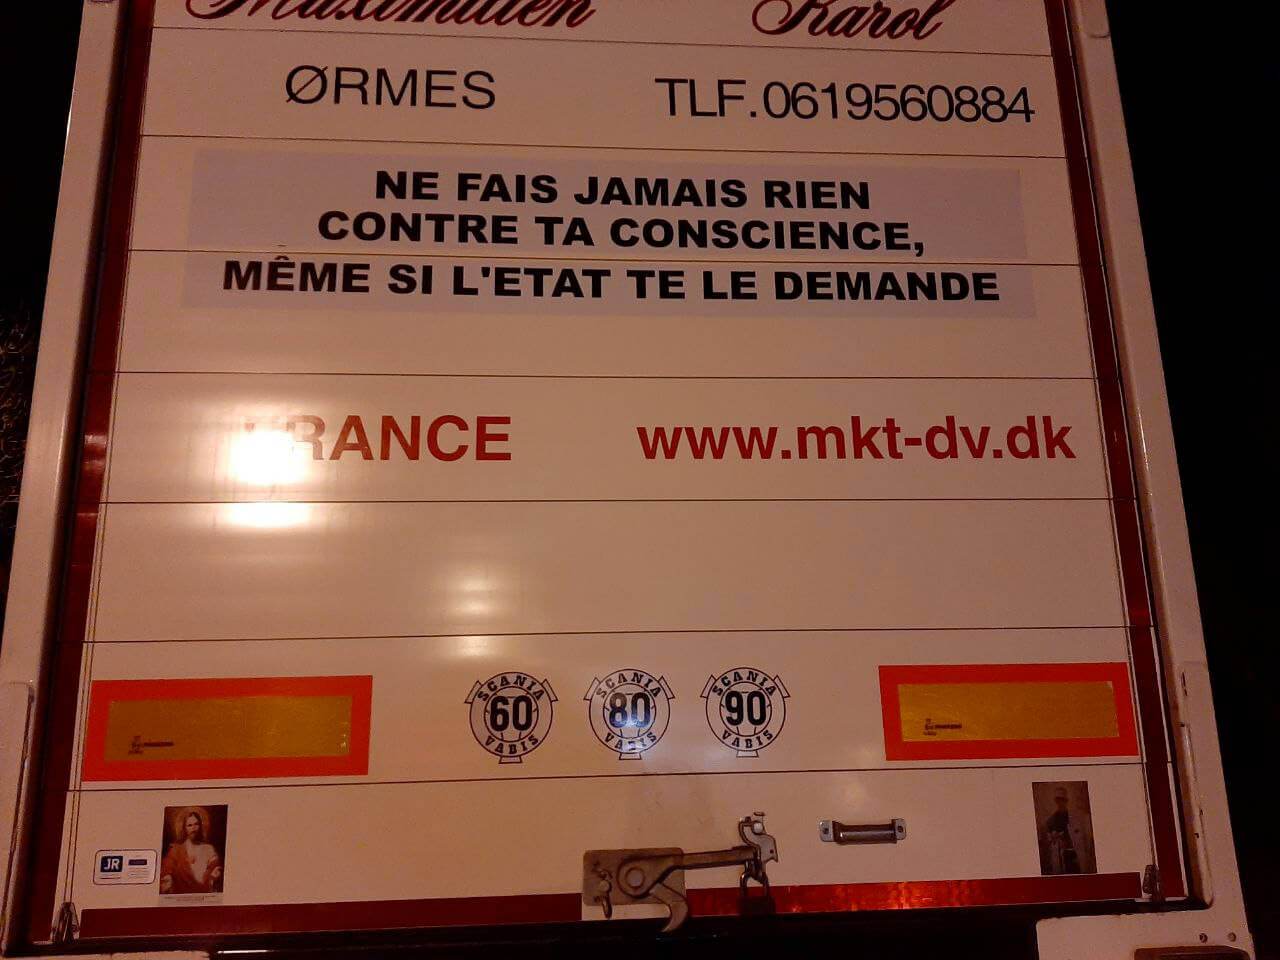 Maximilien Karol
ØRMES TLF.0619560884
NE FAIS JAMAIS RIEN
CONTRE TA CONSCIENCE,
MÊME SI L'ETAT TE LE DEMANDE
FRANCE www.mkt-dv.dk
SCANIA 60 VABIS
SCANIA 80 VABIS
SCANIA 90 VABIS
JR